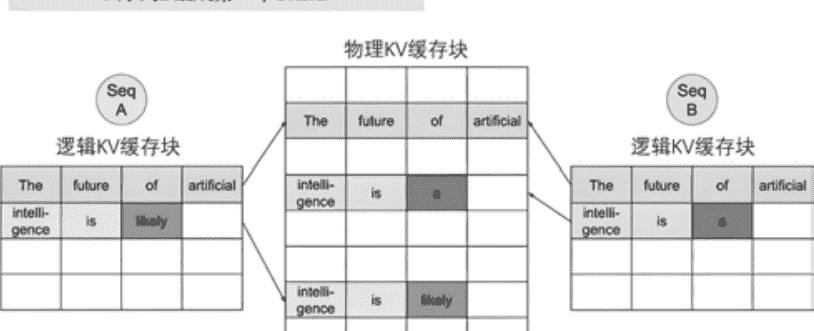 物理KV缓存块
Seq A
Seq B
逻辑KV缓存块
逻辑KV缓存块
The future of artificial
The future of artificial
The future of artificial
intelli-gence is a
intelli-gence is likely
intelli-gence is a
intelli-gence is likely